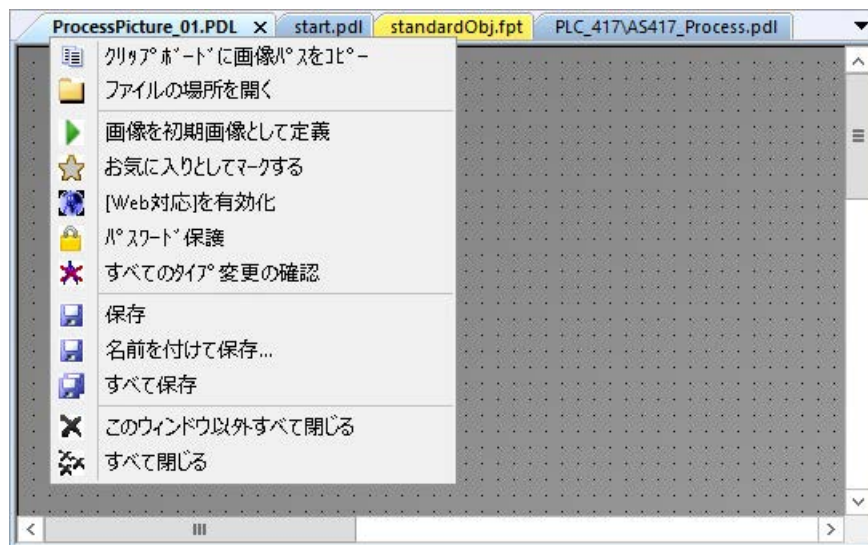 ProcessPicture_01.PDL X start.pdl standardObj.fpt PLC_417\AS417_Process.pdl
ｸﾘｯﾌﾟﾎﾞｰﾄﾞに画像ﾊﾟｽをｺﾋﾟｰ
ファイルの場所を開く
画像を初期画像として定義
お気に入りとしてﾏｰｸする
[Web対応]を有効化
ﾊﾟｽﾜｰﾄﾞ保護
すべてのﾀｲﾌﾟ変更の確認
保存
名前を付けて保存...
すべて保存
このウィンドウ以外すべて閉じる
すべて閉じる